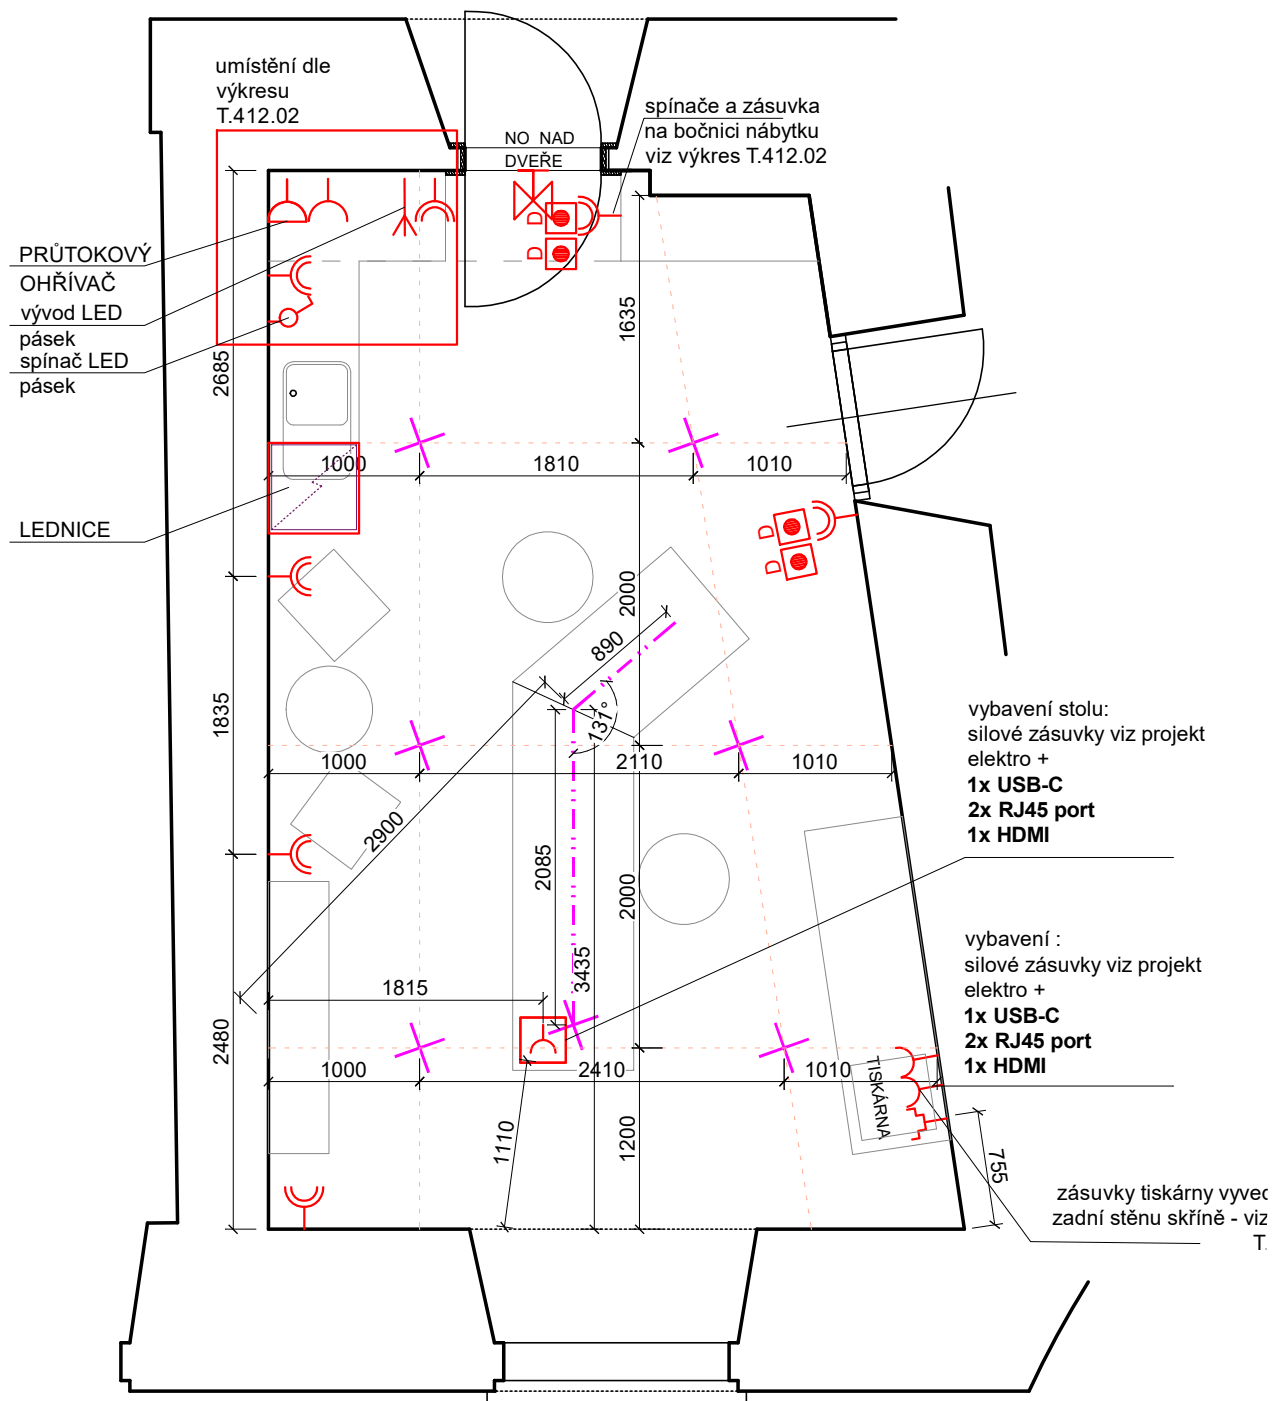 umístění dle
výkresu
T.412.02
spínače a zásuvka
na bočnici nábytku
viz výkres T.412.02
NO NAD
DVEŘE
D
D
PRŮTOKOVÝ
OHŘÍVAČ
vývod LED
pásek
spínač LED
pásek
2685
1635
1000
1810
1010
LEDNICE
D
D
2000
890
131°
1835
1000
2110
1010
2900
2085
2000
vybavení stolu:
silové zásuvky viz projekt
elektro +
1x USB-C
2x RJ45 port
1x HDMI
vybavení :
silové zásuvky viz projekt
elektro +
1x USB-C
2x RJ45 port
1x HDMI
3435
1815
2480
1000
2410
1010
TISKÁRNA
1110
1200
755
zásuvky tiskárny vyved
zadní stěnu skříně - viz
T.